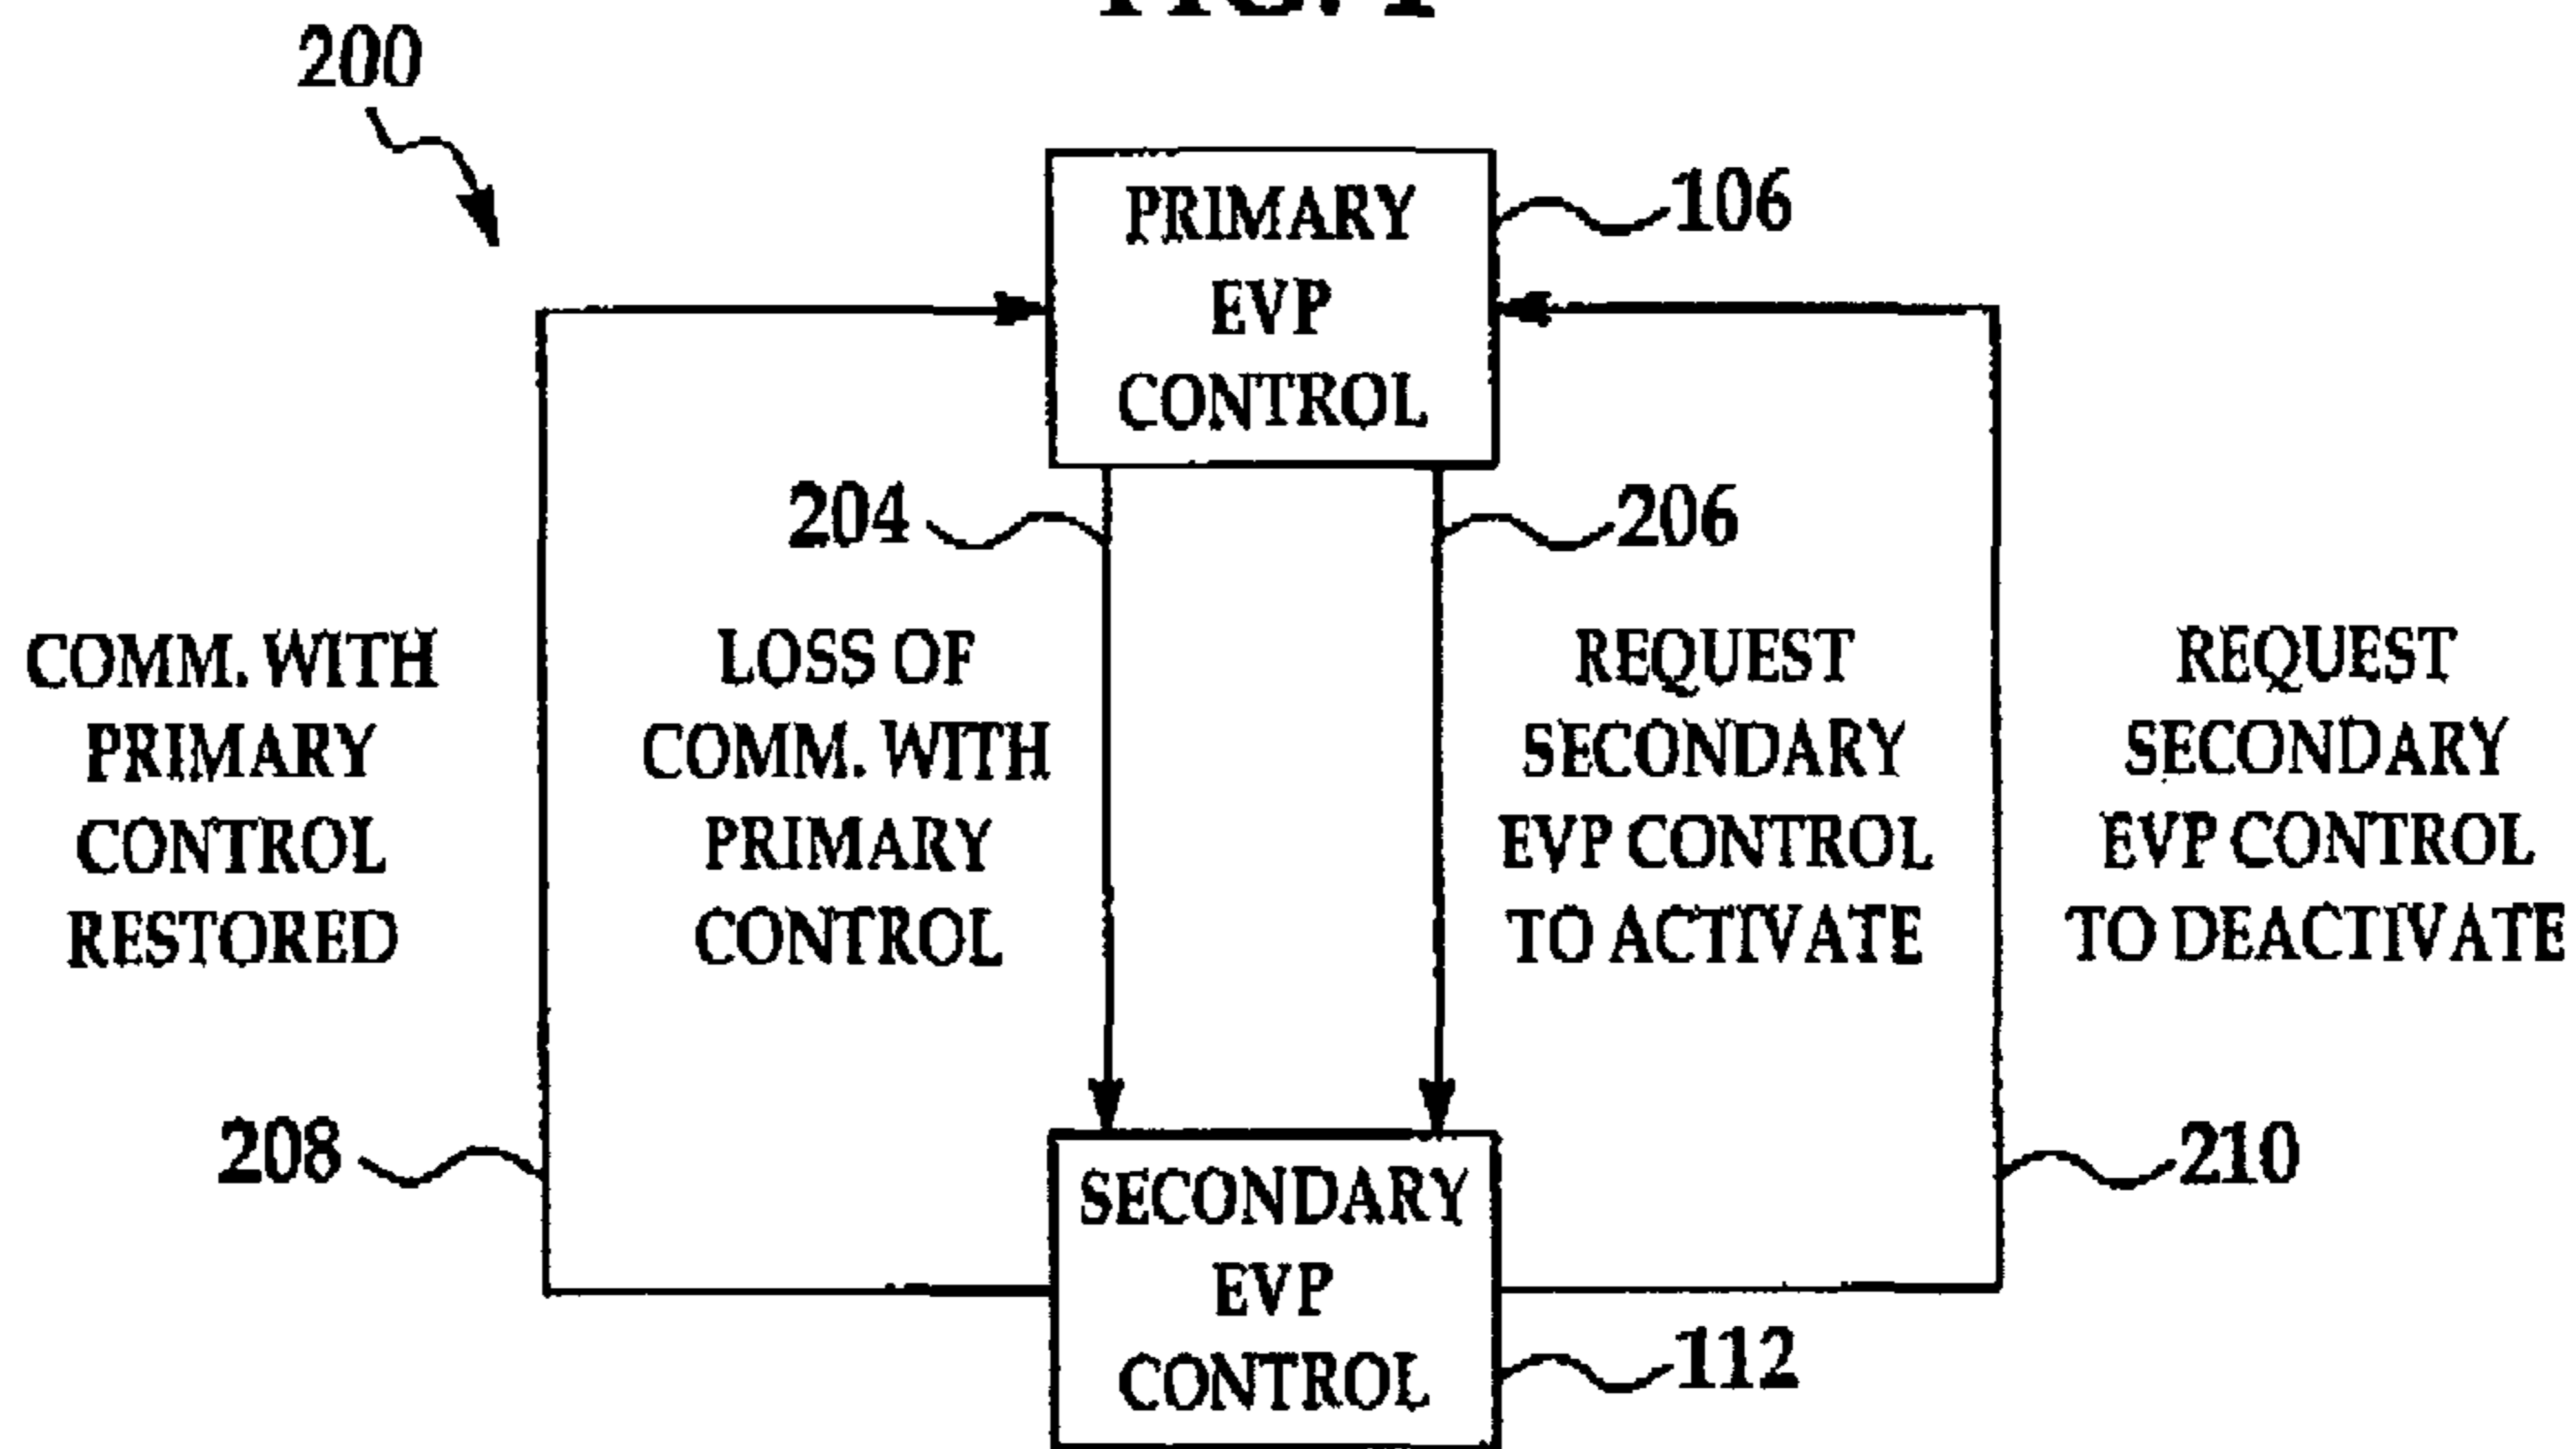 200
PRIMARY
EVP
CONTROL
106
204
206
COMM. WITH
PRIMARY
CONTROL
RESTORED
LOSS OF
COMM. WITH
PRIMARY
CONTROL
REQUEST
SECONDARY
EVP CONTROL
TO ACTIVATE
REQUEST
SECONDARY
EVP CONTROL
TO DEACTIVATE
208
210
SECONDARY
EVP
CONTROL
112